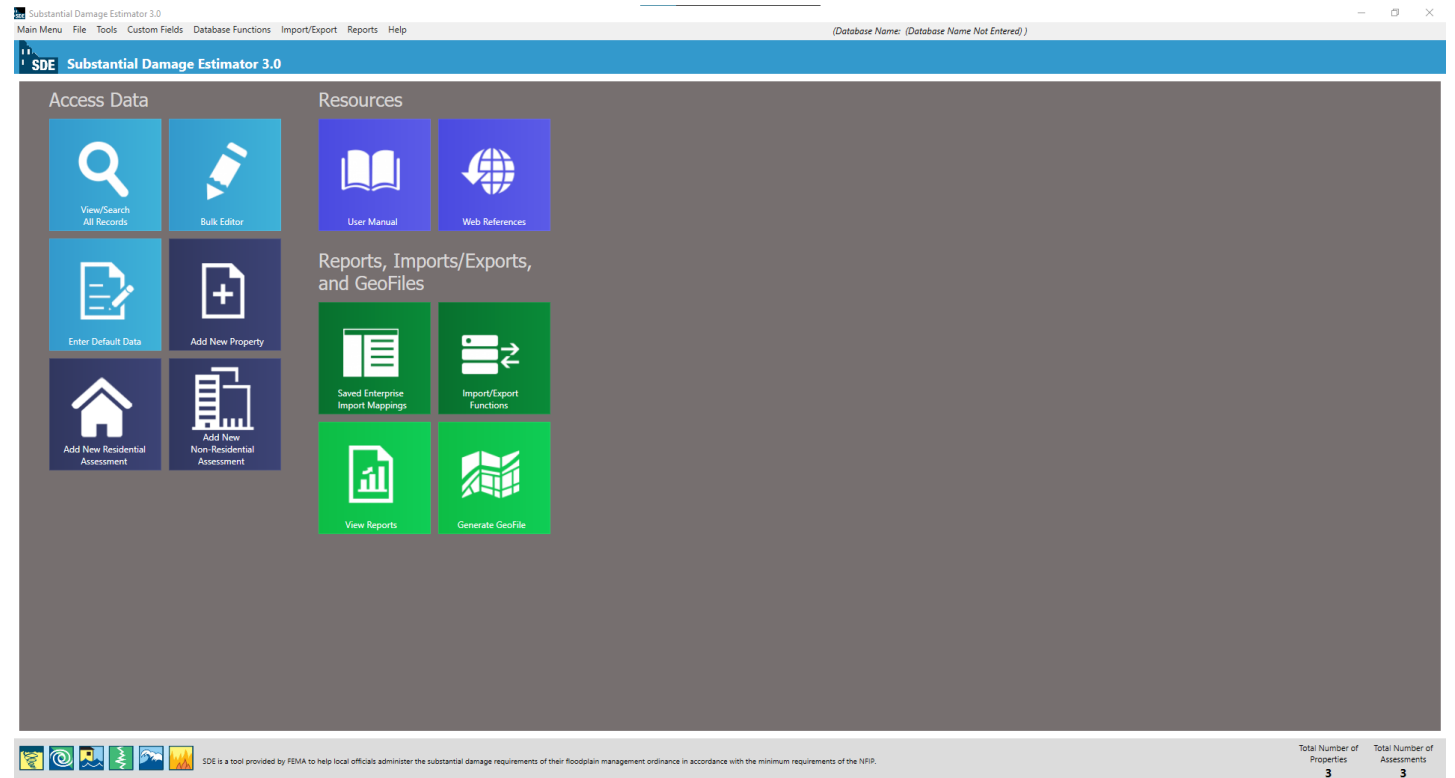 SDE Substantial Damage Estimator 3.0
Main Menu File Tools Custom Fields Database Functions Import/Export Reports Help (Database Name: (Database Name Not Entered) )
SDE Substantial Damage Estimator 3.0
Access Data
View/Search
All Records
Bulk Editor
Enter Default Data
Add New Property
Add New Residential
Assessment
Add New
Non-Residential
Assessment
Resources
User Manual
Web References
Reports, Imports/Exports,
and GeoFiles
Saved Enterprise
Import Mappings
Import/Export
Functions
View Reports
Generate GeoFile
SDE is a tool provided by FEMA to help local officials administer the substantial damage requirements of their floodplain management ordinance in accordance with the minimum requirements of the NFIP.
Total Number of
Properties
3
Total Number of
Assessments
3